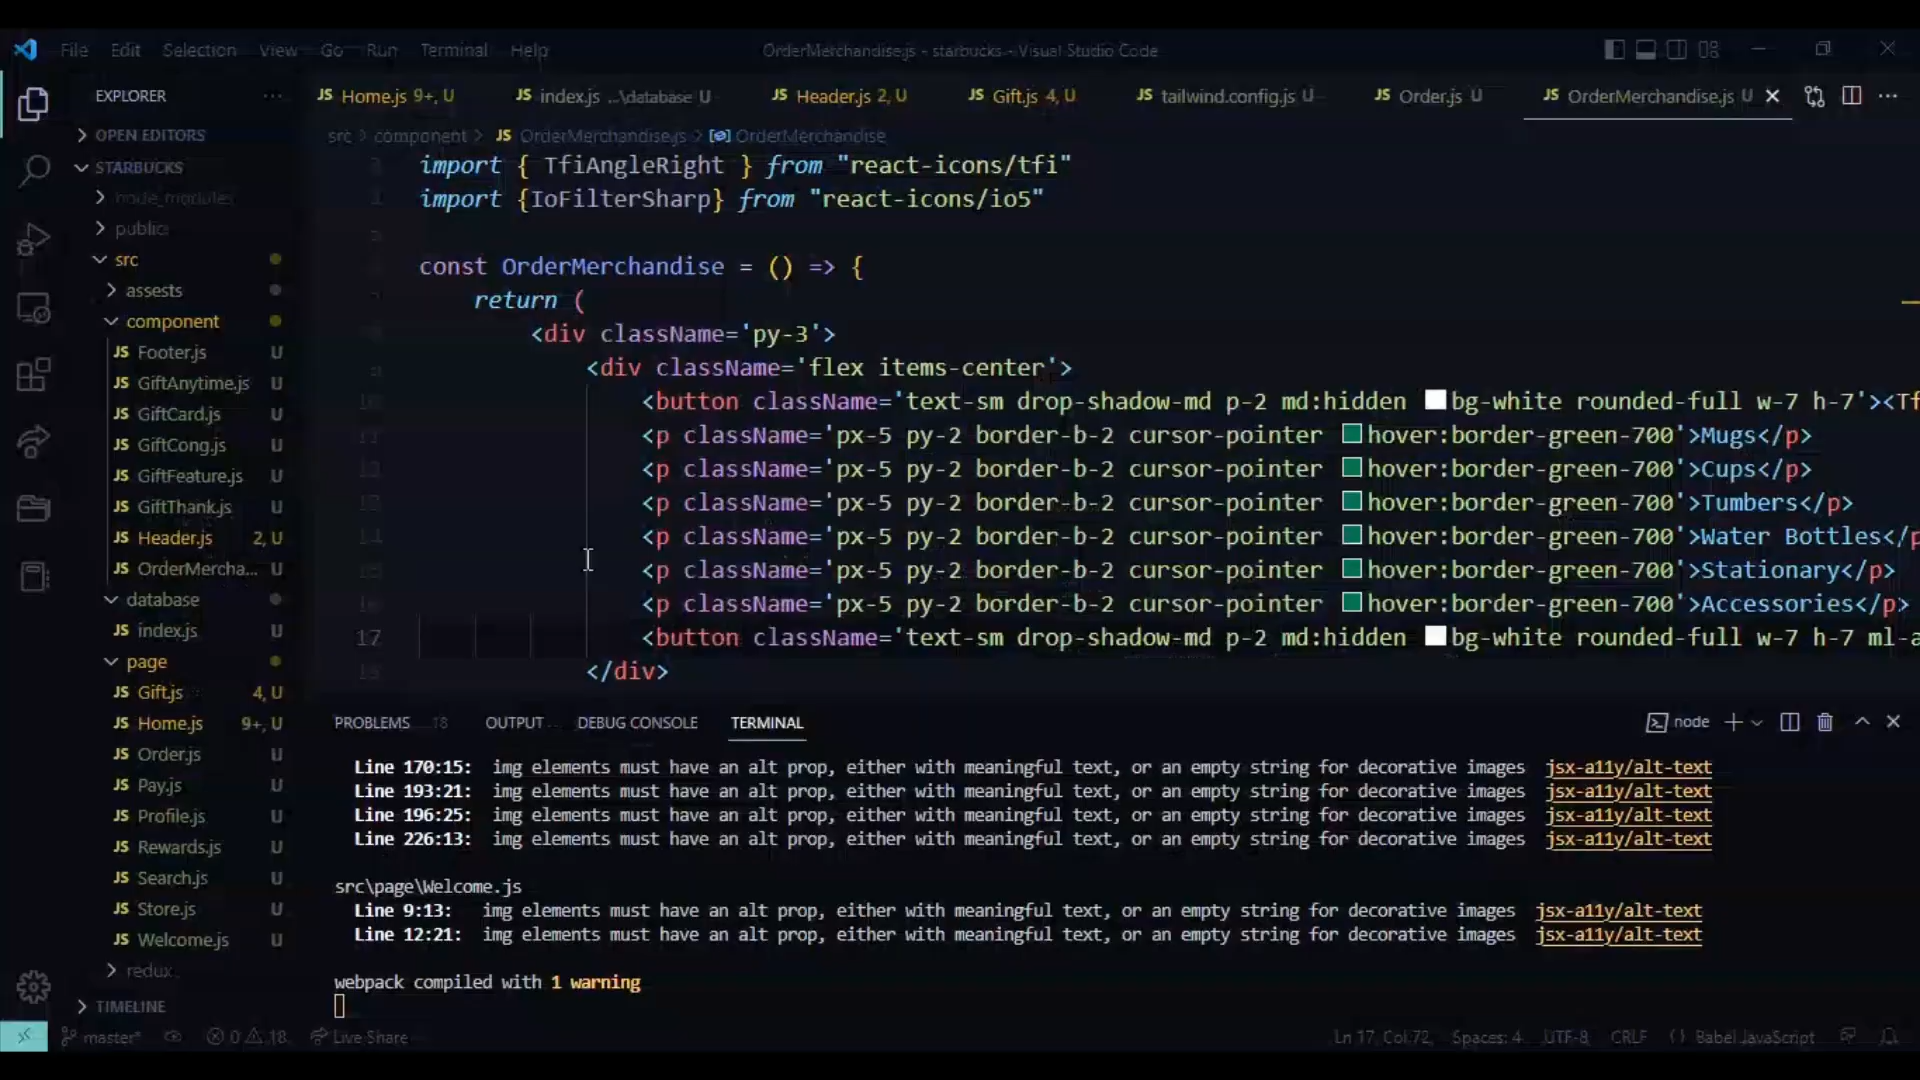 File Edit Selection View Go Run Terminal Help
OrderMerchandise.js - starbucks - Visual Studio Code
EXPLORER
OPEN EDITORS
STARBUCKS
node_modules
public
src
assests
component
JS Footer.js U
JS GiftAnytime.js U
JS GiftCard.js U
JS GiftCong.js U
JS GiftFeature.js U
JS GiftThank.js U
JS Header.js 2, U
JS OrderMercha... U
database
JS index.js U
page
JS Gift.js 4, U
JS Home.js 9+, U
JS Order.js U
JS Pay.js U
JS Profile.js U
JS Rewards.js U
JS Search.js U
JS Store.js U
JS Welcome.js U
redux
TIMELINE
JS Home.js 9+, U JS index.js ...\database U JS Header.js 2, U JS Gift.js 4, U JS tailwind.config.js U JS Order.js U JS OrderMerchandise.js U
src > component > JS OrderMerchandise.js > OrderMerchandise
import { TfiAngleRight } from "react-icons/tfi"
import {IoFilterSharp} from "react-icons/io5"
const OrderMerchandise = () => {
return (
<div className='py-3'>
<div className='flex items-center'>
<button className='text-sm drop-shadow-md p-2 md:hidden bg-white rounded-full w-7 h-7'><Tf
<p className='px-5 py-2 border-b-2 cursor-pointer hover:border-green-700'>Mugs</p>
<p className='px-5 py-2 border-b-2 cursor-pointer hover:border-green-700'>Cups</p>
<p className='px-5 py-2 border-b-2 cursor-pointer hover:border-green-700'>Tumbers</p>
<p className='px-5 py-2 border-b-2 cursor-pointer hover:border-green-700'>Water Bottles</p
<p className='px-5 py-2 border-b-2 cursor-pointer hover:border-green-700'>Stationary</p>
<p className='px-5 py-2 border-b-2 cursor-pointer hover:border-green-700'>Accessories</p>
17 <button className='text-sm drop-shadow-md p-2 md:hidden bg-white rounded-full w-7 h-7 ml-a
</div>
PROBLEMS 18 OUTPUT DEBUG CONSOLE TERMINAL node
Line 170:15: img elements must have an alt prop, either with meaningful text, or an empty string for decorative images jsx-a11y/alt-text
Line 193:21: img elements must have an alt prop, either with meaningful text, or an empty string for decorative images jsx-a11y/alt-text
Line 196:25: img elements must have an alt prop, either with meaningful text, or an empty string for decorative images jsx-a11y/alt-text
Line 226:13: img elements must have an alt prop, either with meaningful text, or an empty string for decorative images jsx-a11y/alt-text
src\page\Welcome.js
Line 9:13: img elements must have an alt prop, either with meaningful text, or an empty string for decorative images jsx-a11y/alt-text
Line 12:21: img elements must have an alt prop, either with meaningful text, or an empty string for decorative images jsx-a11y/alt-text
webpack compiled with 1 warning
master* 0 18 Live Share Ln 17, Col 72 Spaces: 4 UTF-8 CRLF Babel JavaScript